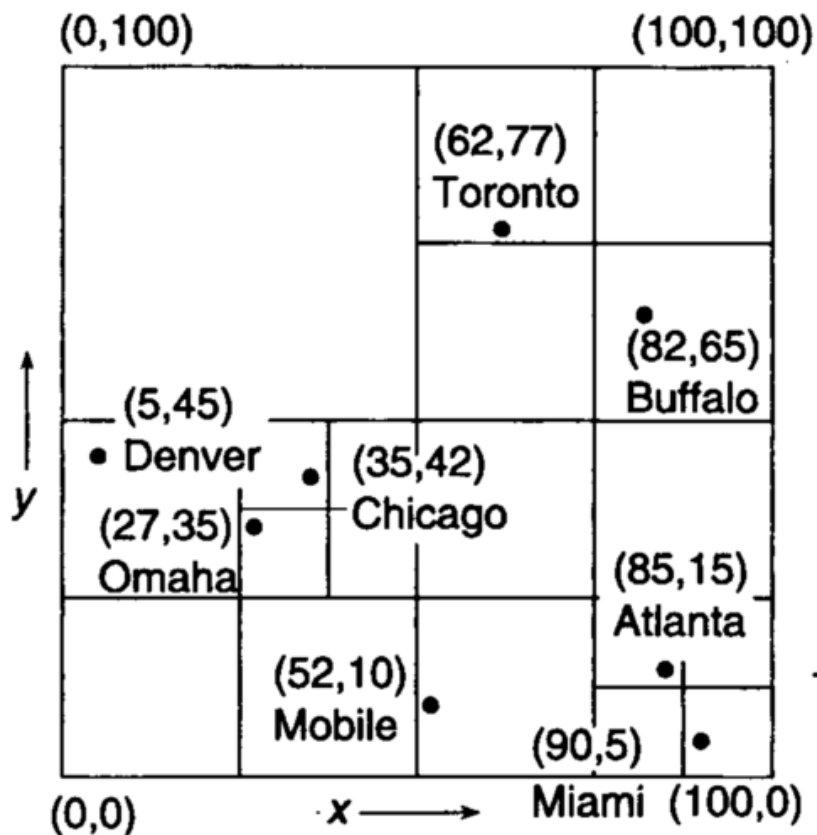 (0,100) (100,100)
(62,77)
Toronto
(82,65)
Buffalo
(5,45)
Denver
(35,42)
Chicago
y
(27,35)
Omaha
(85,15)
Atlanta
(52,10)
Mobile
(90,5)
Miami
(0,0) x (100,0)